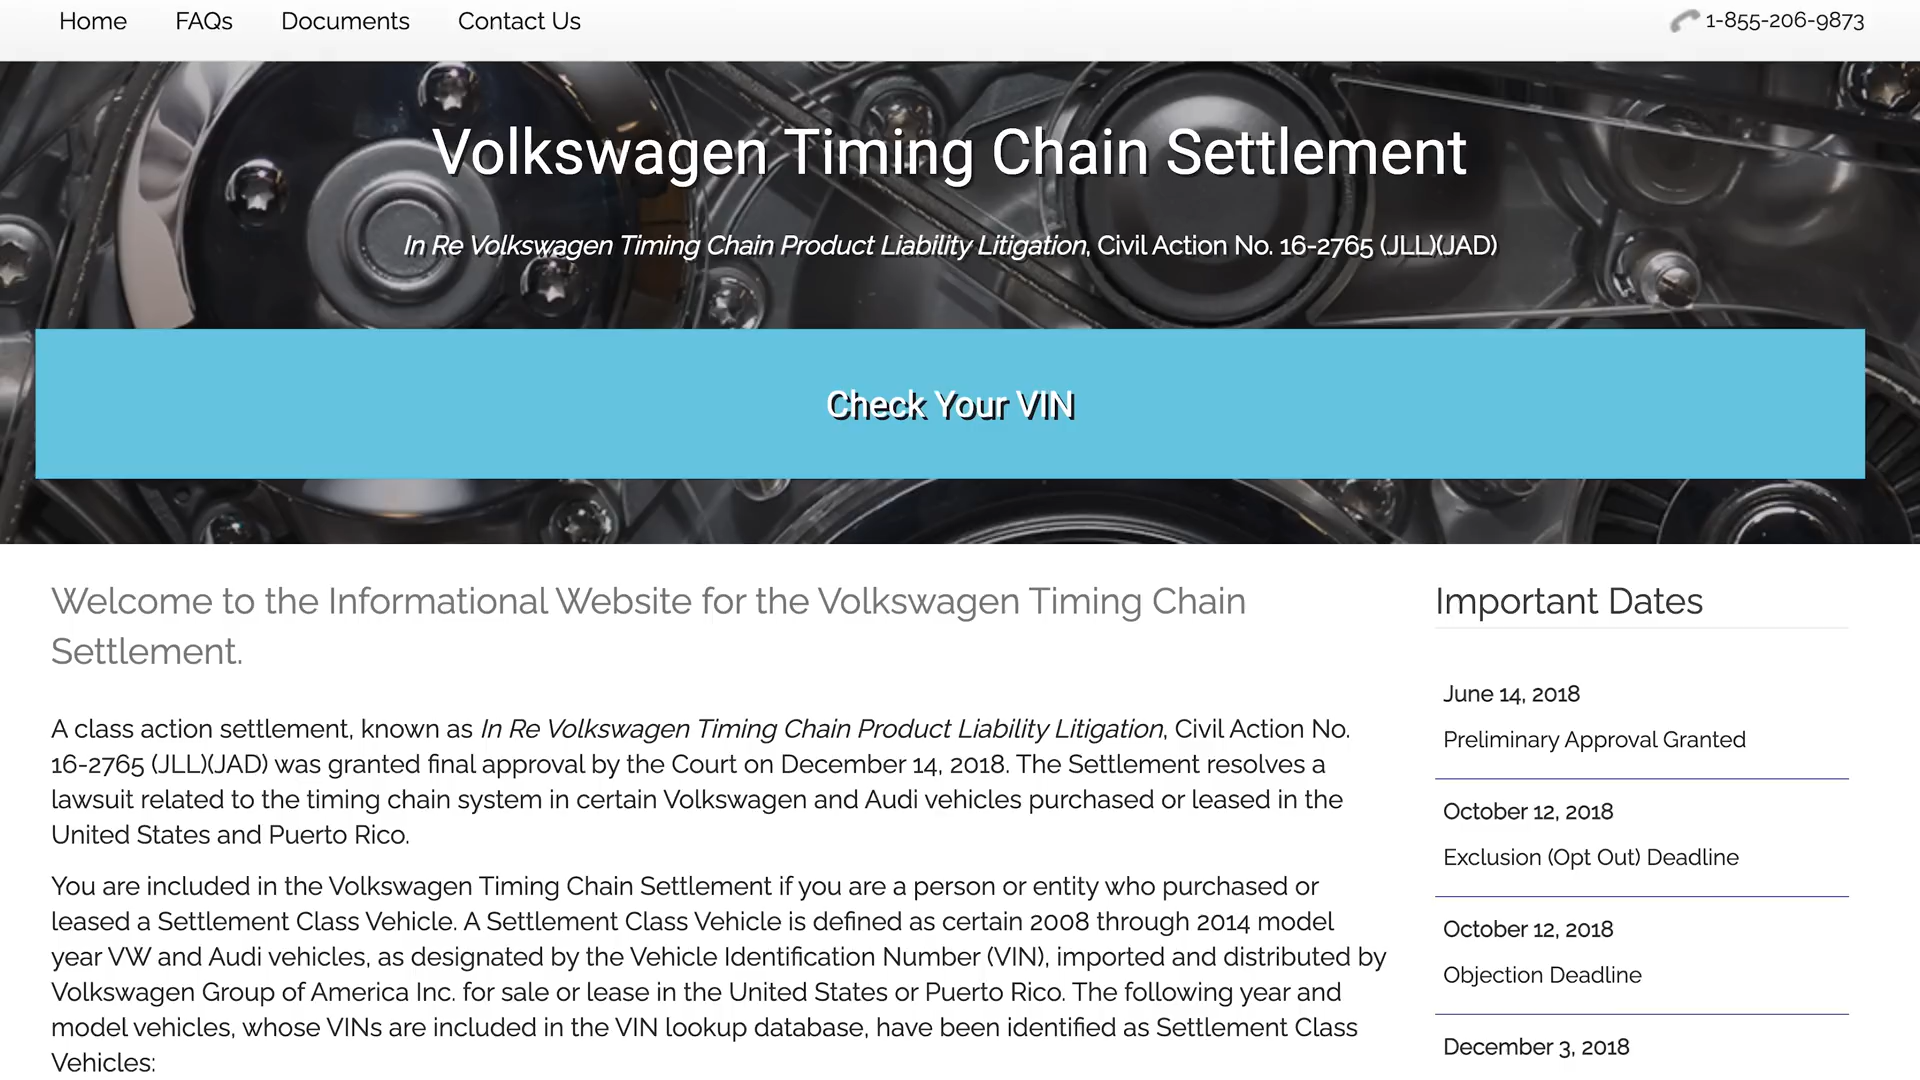 Home FAQs Documents Contact Us 1-855-206-9873
Volkswagen Timing Chain Settlement
In Re Volkswagen Timing Chain Product Liability Litigation, Civil Action No. 16-2765 (JLL)(JAD)
Check Your VIN
Welcome to the Informational Website for the Volkswagen Timing Chain
Settlement.
A class action settlement, known as In Re Volkswagen Timing Chain Product Liability Litigation, Civil Action No.
16-2765 (JLL)(JAD) was granted final approval by the Court on December 14, 2018. The Settlement resolves a
lawsuit related to the timing chain system in certain Volkswagen and Audi vehicles purchased or leased in the
United States and Puerto Rico.
You are included in the Volkswagen Timing Chain Settlement if you are a person or entity who purchased or
leased a Settlement Class Vehicle. A Settlement Class Vehicle is defined as certain 2008 through 2014 model
year VW and Audi vehicles, as designated by the Vehicle Identification Number (VIN), imported and distributed by
Volkswagen Group of America Inc. for sale or lease in the United States or Puerto Rico. The following year and
model vehicles, whose VINs are included in the VIN lookup database, have been identified as Settlement Class
Vehicles:
Important Dates
June 14, 2018
Preliminary Approval Granted
October 12, 2018
Exclusion (Opt Out) Deadline
October 12, 2018
Objection Deadline
December 3, 2018